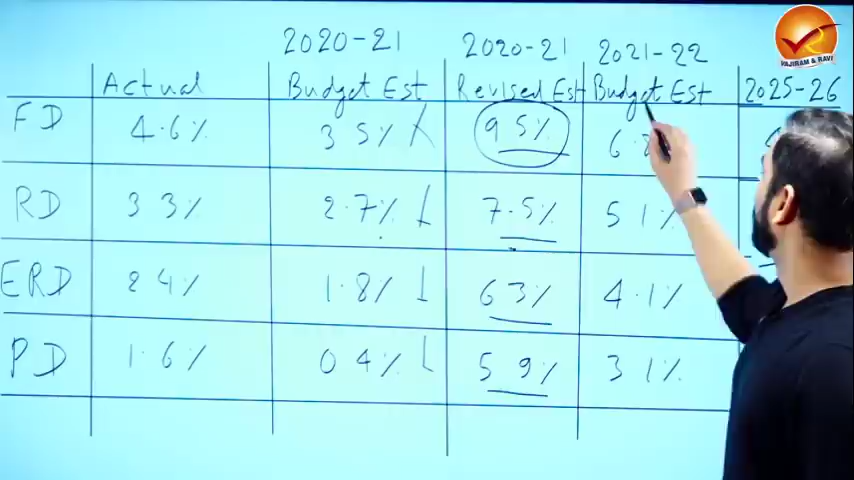 2020-21 2020-21 2021-22
Actual Budget Est Revised Est Budget Est 2025-26
FD 4.6% 3 5% 9 5% 6.8
RD 3 3% 2.7% 7.5% 5 1%
ERD 2 4% 1.8% 6 3% 4.1%
PD 1.6% 0 4% 5 9% 3 1%
VAJIRAM & RAVI